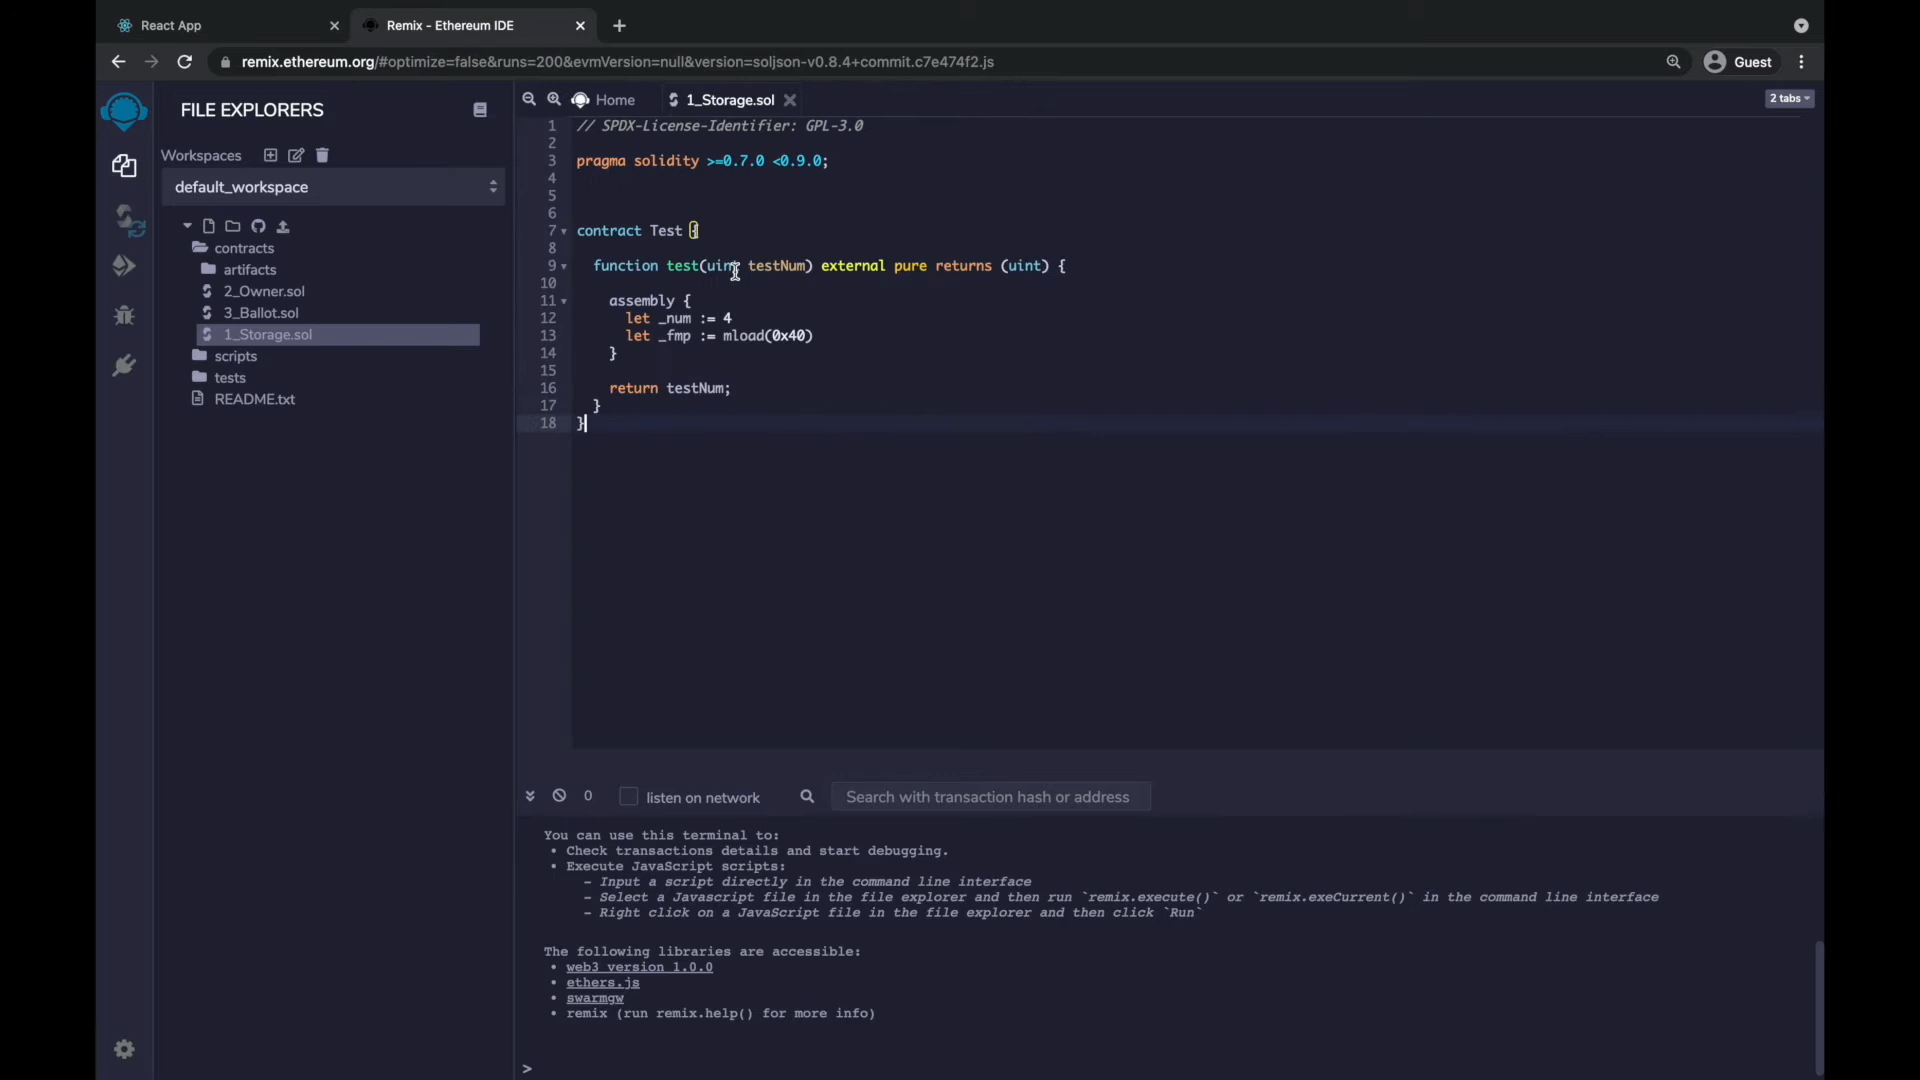 React App
Remix - Ethereum IDE
remix.ethereum.org/#optimize=false&runs=200&evmVersion=null&version=soljson-v0.8.4+commit.c7e474f2.js
Guest
FILE EXPLORERS
Workspaces
default_workspace
contracts
artifacts
2_Owner.sol
3_Ballot.sol
1_Storage.sol
scripts
tests
README.txt
Home
1_Storage.sol
2 tabs
1 // SPDX-License-Identifier: GPL-3.0
2
3 pragma solidity >=0.7.0 <0.9.0;
4
5
6
7 contract Test {
8
9 function test(uint testNum) external pure returns (uint) {
10
11 assembly {
12 let _num := 4
13 let _fmp := mload(0x40)
14 }
15
16 return testNum;
17 }
18 }
0
listen on network
Search with transaction hash or address
You can use this terminal to:
• Check transactions details and start debugging.
• Execute JavaScript scripts:
- Input a script directly in the command line interface
- Select a Javascript file in the file explorer and then run `remix.execute()` or `remix.exeCurrent()` in the command line interface
- Right click on a JavaScript file in the file explorer and then click `Run`
The following libraries are accessible:
• web3 version 1.0.0
• ethers.js
• swarmgw
• remix (run remix.help() for more info)
>